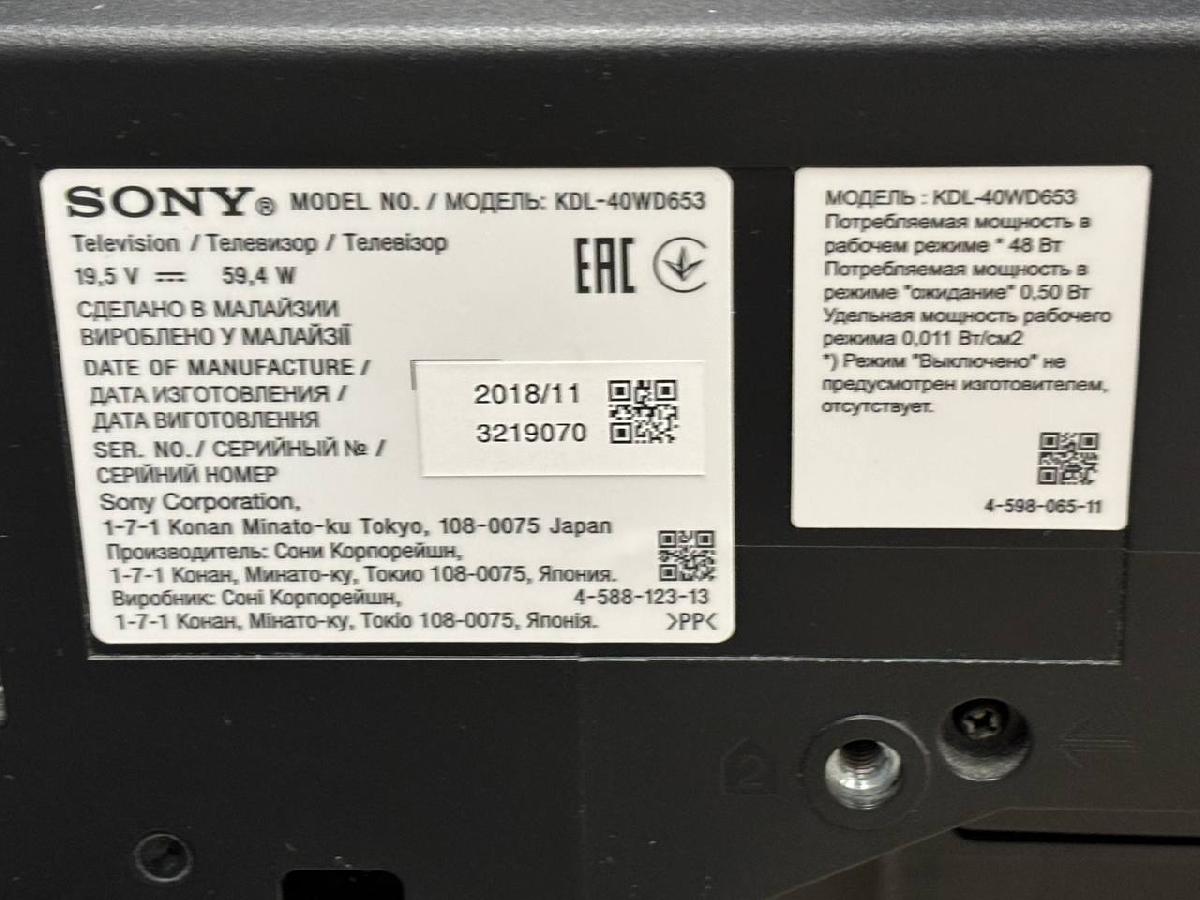 SONY® MODEL NO. / МОДЕЛЬ: KDL-40WD653
Television / Телевизор / Телевізор
19,5 V 59,4 W
EAC
СДЕЛАНО В МАЛАЙЗИИ
ВИРОБЛЕНО У МАЛАЙЗІЇ
DATE OF MANUFACTURE /
ДАТА ИЗГОТОВЛЕНИЯ /
ДАТА ВИГОТОВЛЕННЯ
2018/11
SER. NO./ СЕРИЙНЫЙ № /
СЕРІЙНИЙ НОМЕР
3219070
Sony Corporation,
1-7-1 Konan Minato-ku Tokyo, 108-0075 Japan
Производитель: Сони Корпорейшн,
1-7-1 Конан, Минато-ку, Токио 108-0075, Япония.
Виробник: Соні Корпорейшн,
4-588-123-13
1-7-1 Конан, Мінато-ку, Токіо 108-0075, Японія.
>PP<
МОДЕЛЬ : KDL-40WD653
Потребляемая мощность в
рабочем режиме * 48 Вт
Потребляемая мощность в
режиме "ожидание" 0,50 Вт
Удельная мощность рабочего
режима 0,011 Вт/см2
*) Режим "Выключено" не
предусмотрен изготовителем,
отсутствует.
4-598-065-11
2